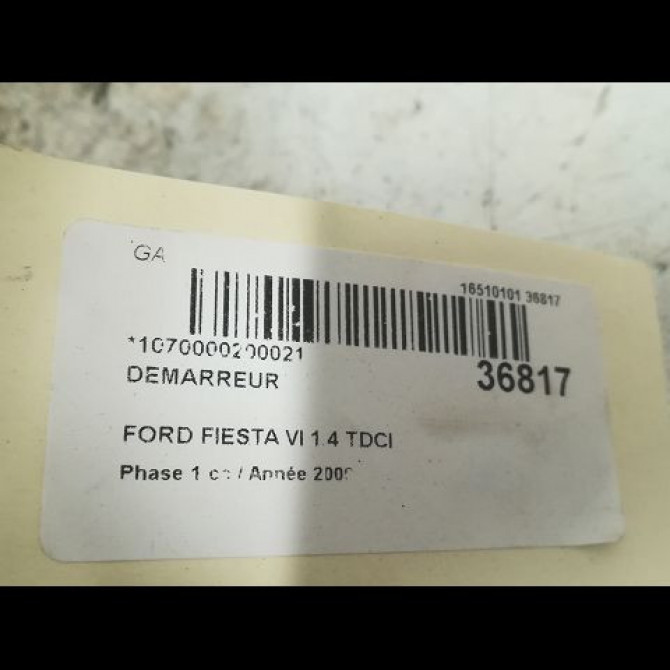 GA
16510101 36817
*1070000200021
DEMARREUR
36817
FORD FIESTA VI 1.4 TDCI
Phase 1 / Année